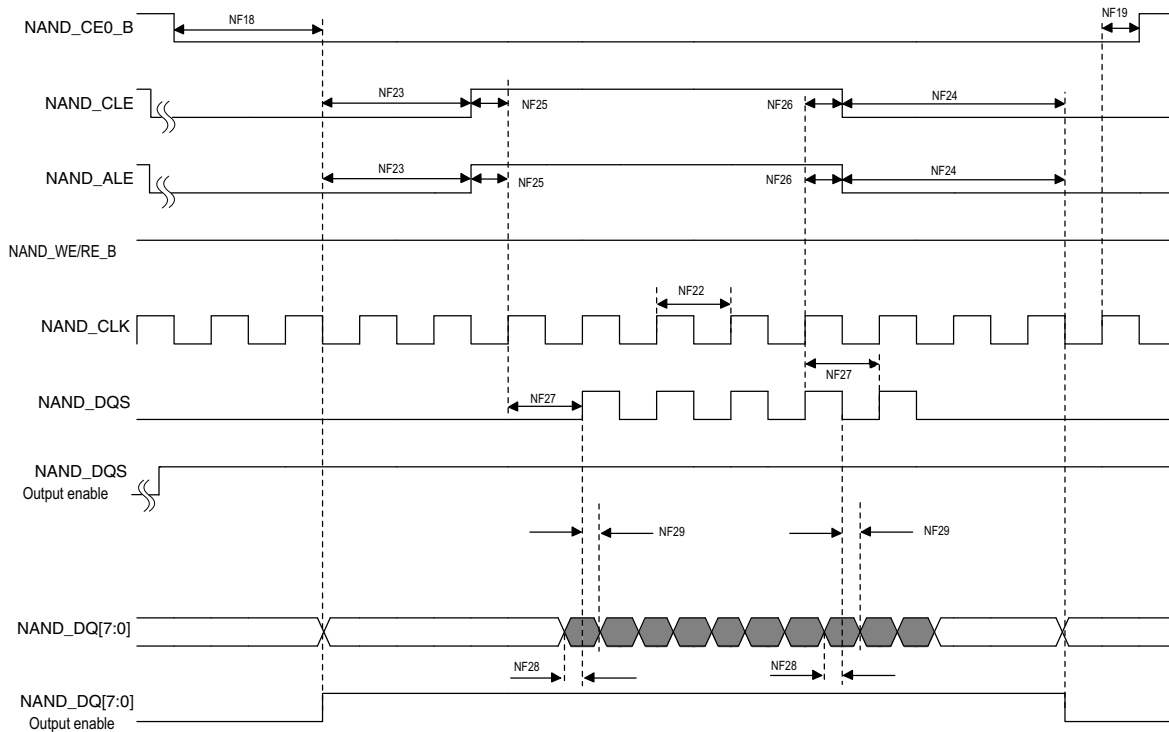 NAND_CE0_B
NF18
NF19
NAND_CLE
NF23
NF25
NF26
NF24
NAND_ALE
NF23
NF25
NF26
NF24
NAND_WE/RE_B
NF22
NAND_CLK
NF27
NAND_DQS
NF27
NAND_DQS
Output enable
NF29
NF29
NAND_DQ[7:0]
NF28
NF28
NAND_DQ[7:0]
Output enable